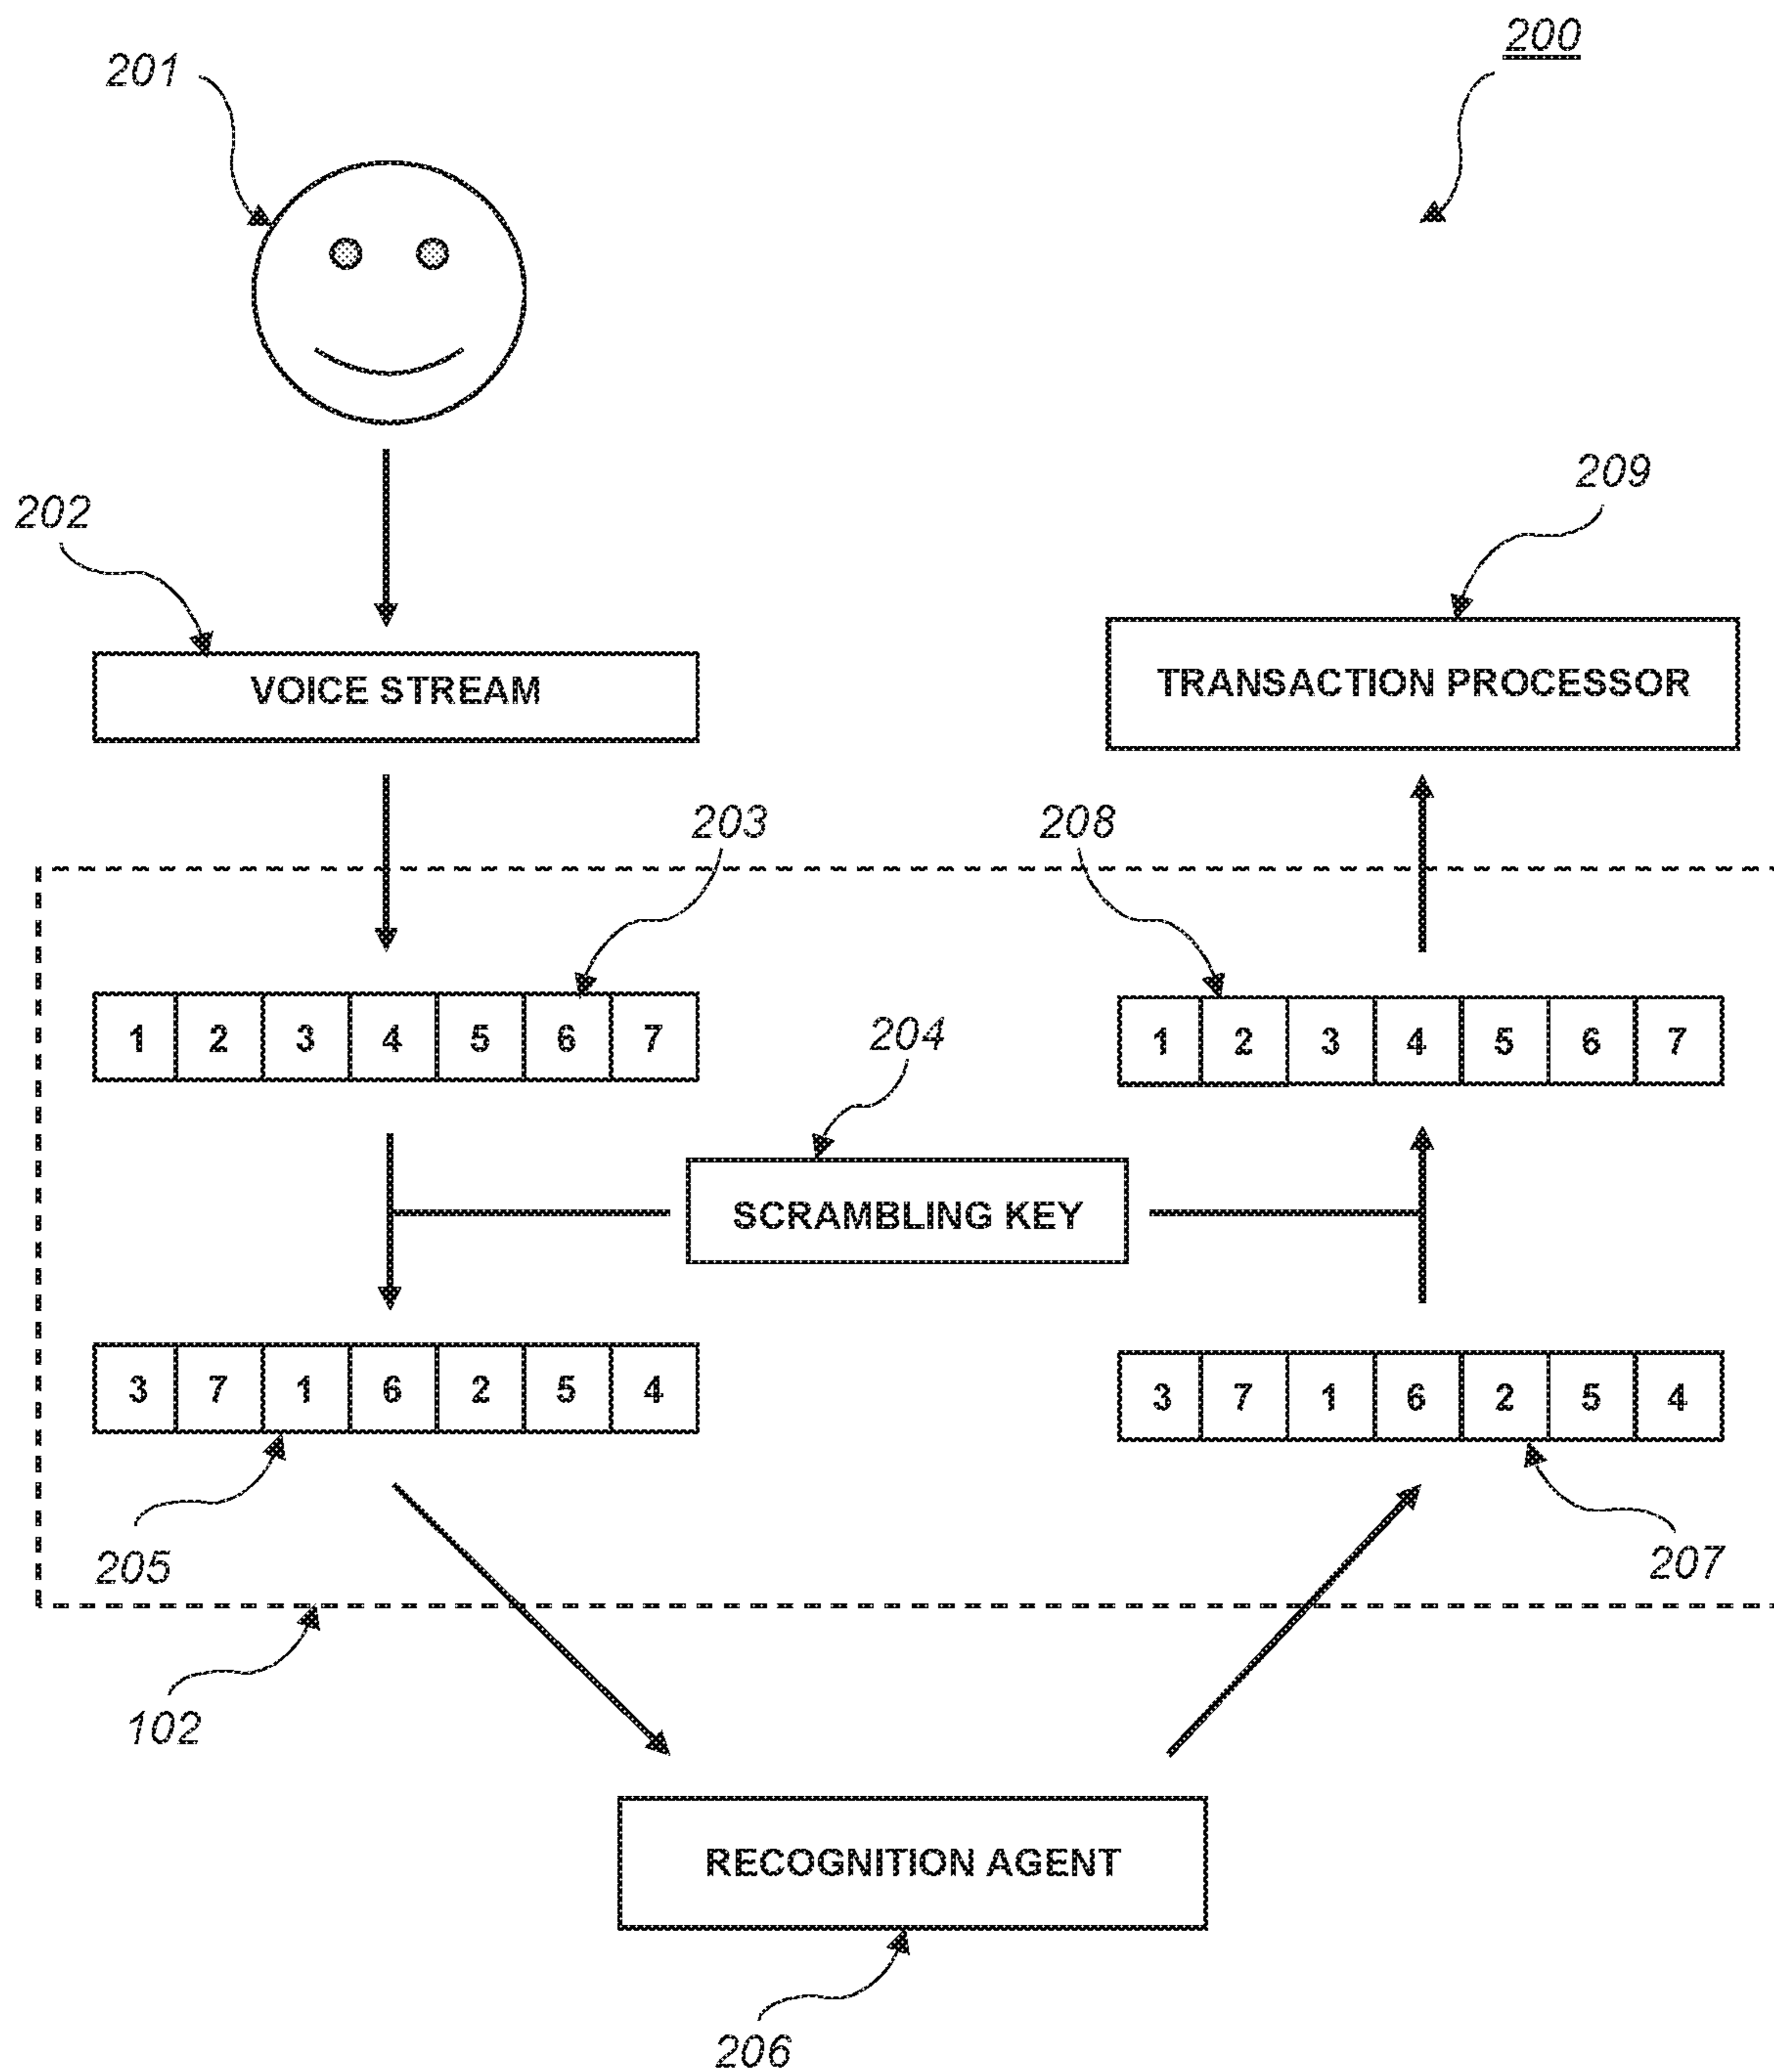 200
201
209
202
VOICE STREAM
TRANSACTION PROCESSOR
203
208
1 2 3 4 5 6 7
1 2 3 4 5 6 7
204
SCRAMBLING KEY
3 7 1 6 2 5 4
3 7 1 6 2 5 4
205
207
102
RECOGNITION AGENT
206